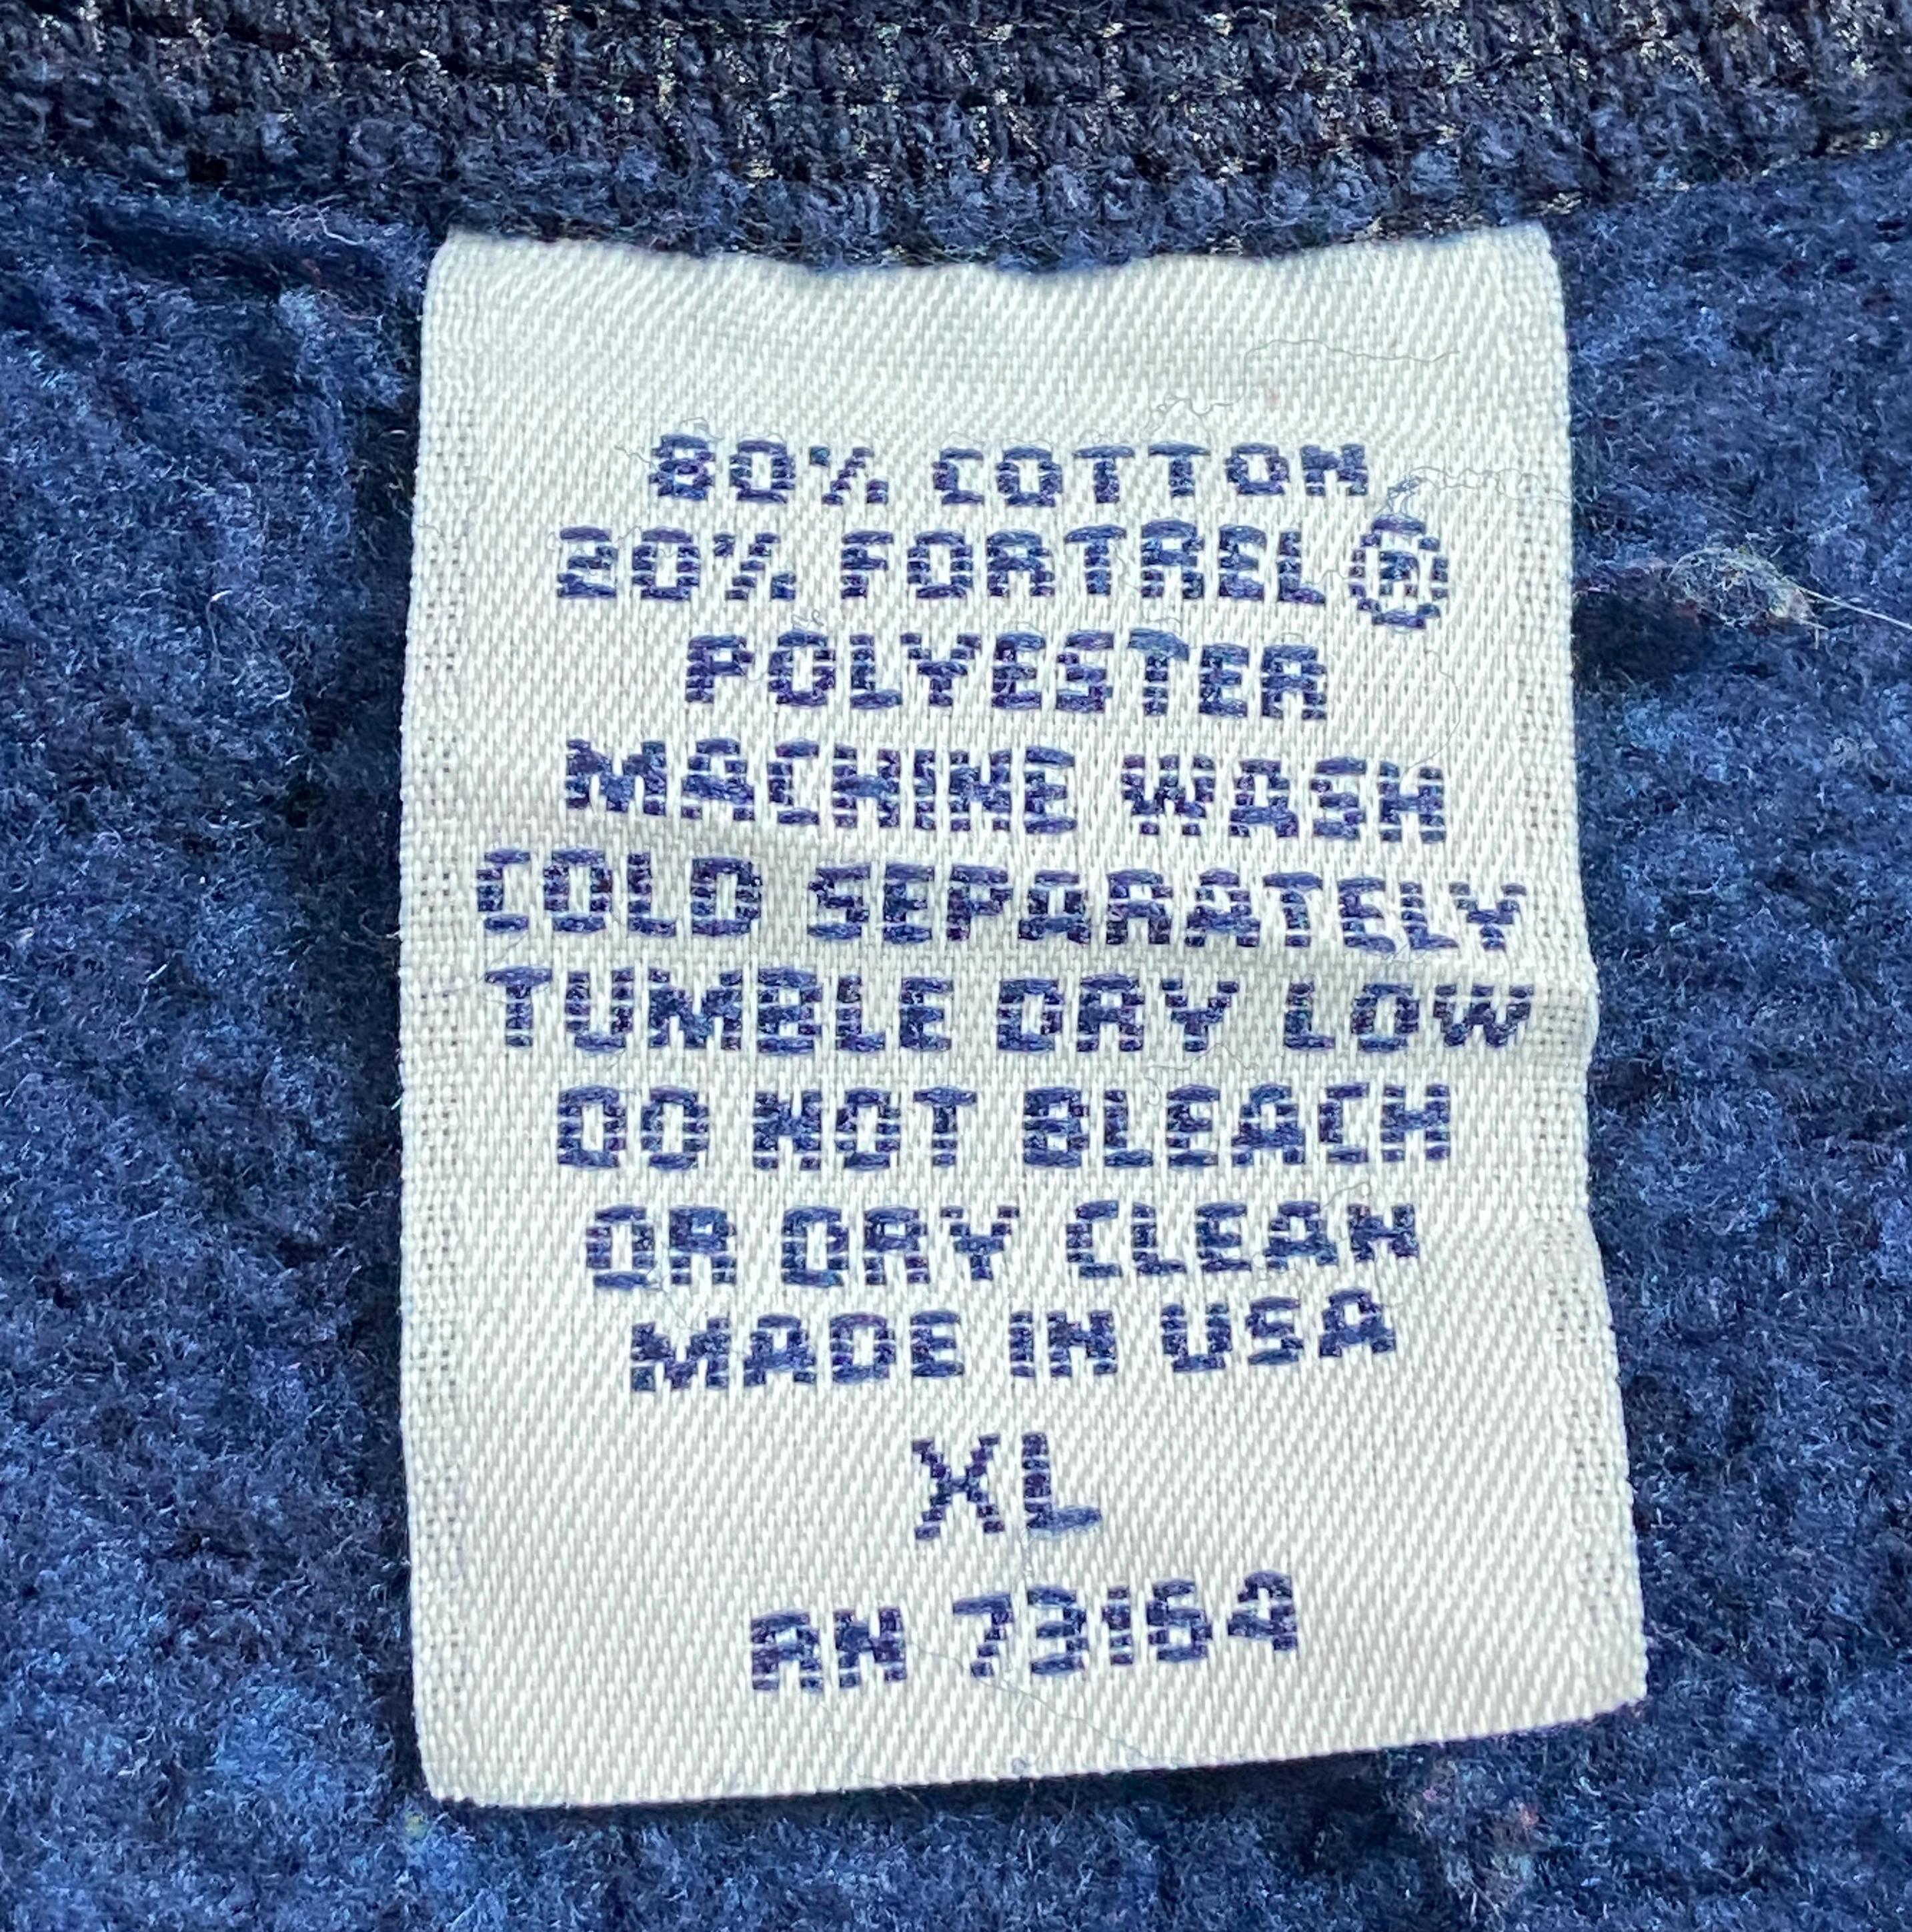 80% COTTON
20% FORTREL®
POLYESTER
MACHINE WASH
COLD SEPARATELY
TUMBLE DRY LOW
DO NOT BLEACH
OR DRY CLEAN
MADE IN USA
XL
RN 73164